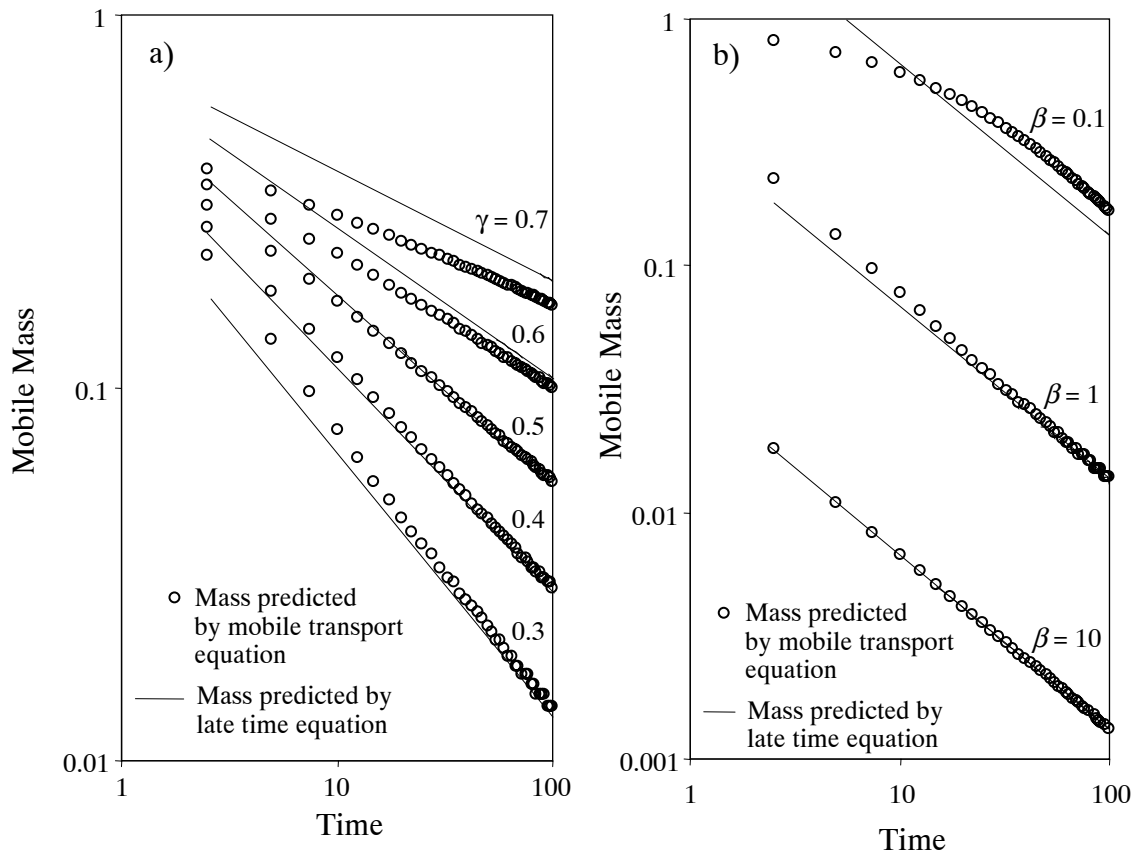 a)
1
0.1
0.01
Mobile Mass
γ = 0.7
0.6
0.5
0.4
0.3
Mass predicted
by mobile transport
equation
Mass predicted by
late time equation
1
10
100
Time
b)
1
0.1
0.01
0.001
Mobile Mass
β = 0.1
β = 1
β = 10
Mass predicted
by mobile transport
equation
Mass predicted by
late time equation
1
10
100
Time